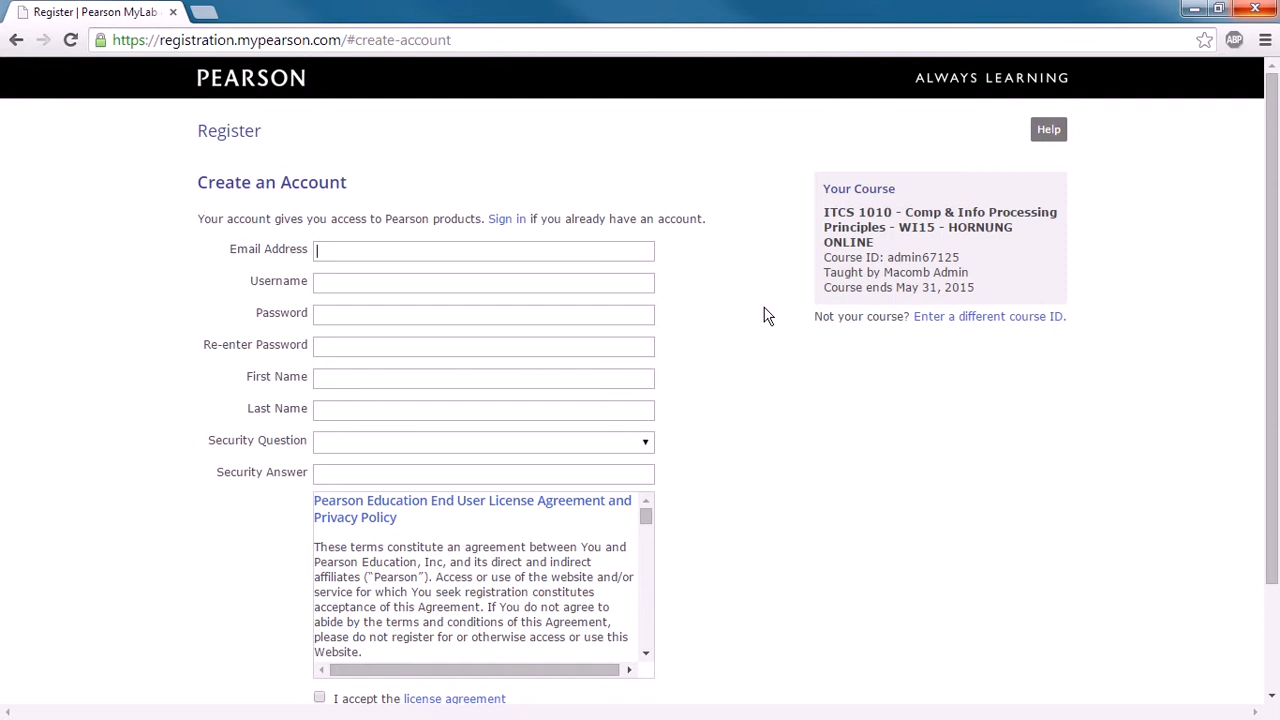 Register | Pearson MyLab
https://registration.mypearson.com/#create-account
ABP
PEARSON
ALWAYS LEARNING
Register
Help
Create an Account
Your account gives you access to Pearson products. Sign in if you already have an account.
Email Address
Username
Password
Re-enter Password
First Name
Last Name
Security Question
Security Answer
Pearson Education End User License Agreement and
Privacy Policy
These terms constitute an agreement between You and
Pearson Education, Inc, and its direct and indirect
affiliates (“Pearson”). Access or use of the website and/or
service for which You seek registration constitutes
acceptance of this Agreement. If You do not agree to
abide by the terms and conditions of this Agreement,
please do not register for or otherwise access or use this
Website.
I accept the license agreement
Your Course
ITCS 1010 - Comp & Info Processing
Principles - WI15 - HORNUNG
ONLINE
Course ID: admin67125
Taught by Macomb Admin
Course ends May 31, 2015
Not your course? Enter a different course ID.